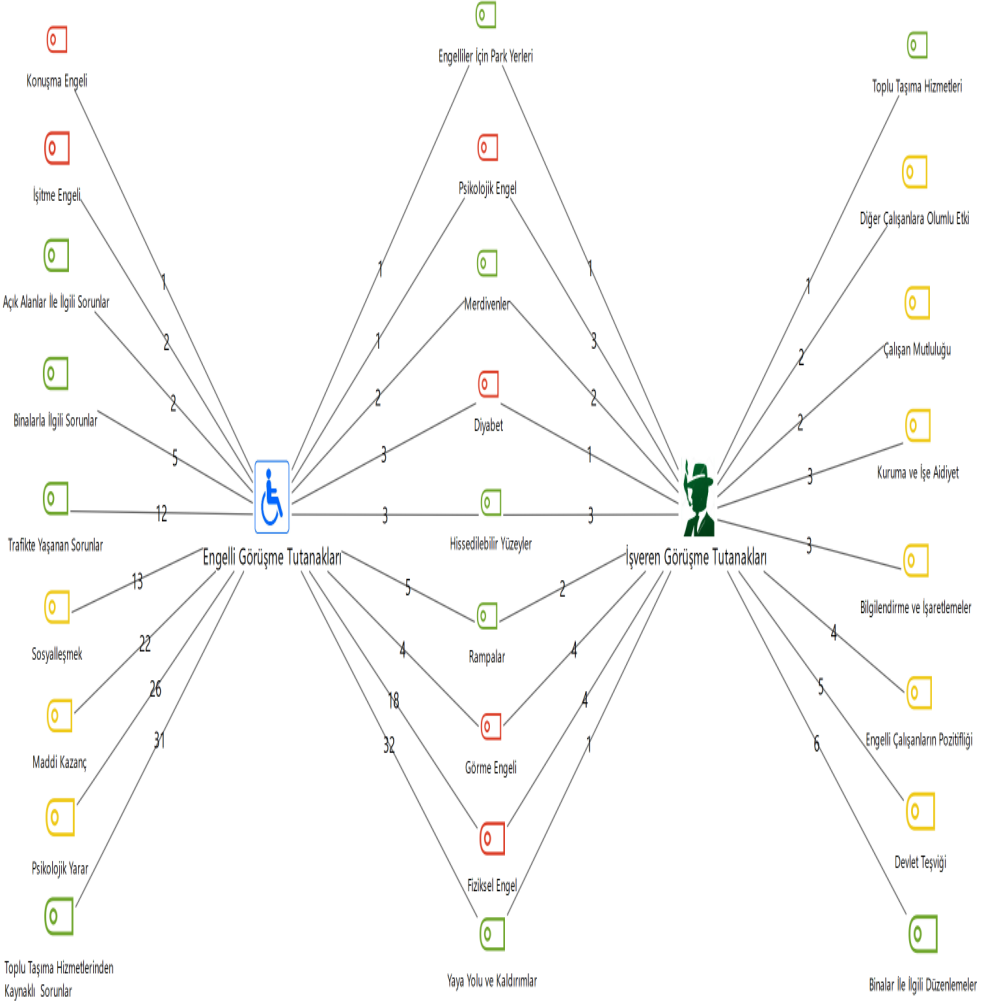 Konuşma Engeli
İşitme Engeli
Açık Alanlar İle İlgili Sorunlar
Binalarla İlgili Sorunlar
Trafikte Yaşanan Sorunlar
Sosyalleşmek
Maddi Kazanç
Psikolojik Yarar
Toplu Taşıma Hizmetlerinden
Kaynaklı Sorunlar
1
2
2
5
12
13
22
26
31
Engelli Görüşme Tutanakları
1
1
2
3
3
5
4
18
32
Engelliler İçin Park Yerleri
Psikolojik Engel
Merdivenler
Diyabet
Hissedilebilir Yüzeyler
Rampalar
Görme Engeli
Fiziksel Engel
Yaya Yolu ve Kaldırımlar
1
3
2
1
3
2
4
4
1
İşveren Görüşme Tutanakları
1
2
2
3
3
4
5
6
Toplu Taşıma Hizmetleri
Diğer Çalışanlara Olumlu Etki
Çalışan Mutluluğu
Kuruma ve İşe Aidiyet
Bilgilendirme ve İşaretlemeler
Engelli Çalışanların Pozitifliği
Devlet Teşviği
Binalar İle İlgili Düzenlemeler